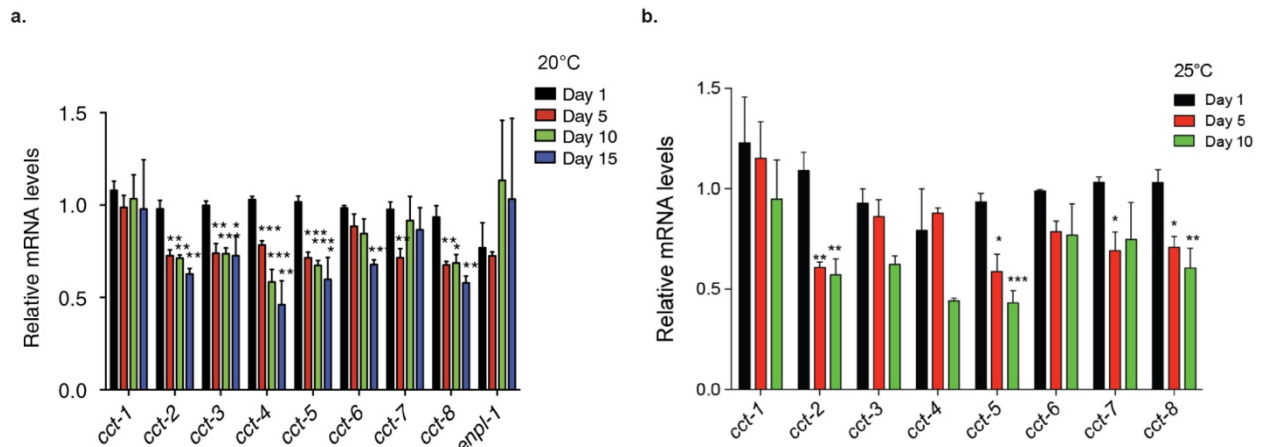 a.
20°C
Day 1
Day 5
Day 10
Day 15
Relative mRNA levels
1.5
1.0
0.5
0.0
** ** **
** *** *
*** *** **
*** *** *
***
**
** * **
cct-1 cct-2 cct-3 cct-4 cct-5 cct-6 cct-7 cct-8 enpl-1
b.
25°C
Day 1
Day 5
Day 10
Relative mRNA levels
1.5
1.0
0.5
0.0
** **
* ***
*
* **
cct-1 cct-2 cct-3 cct-4 cct-5 cct-6 cct-7 cct-8